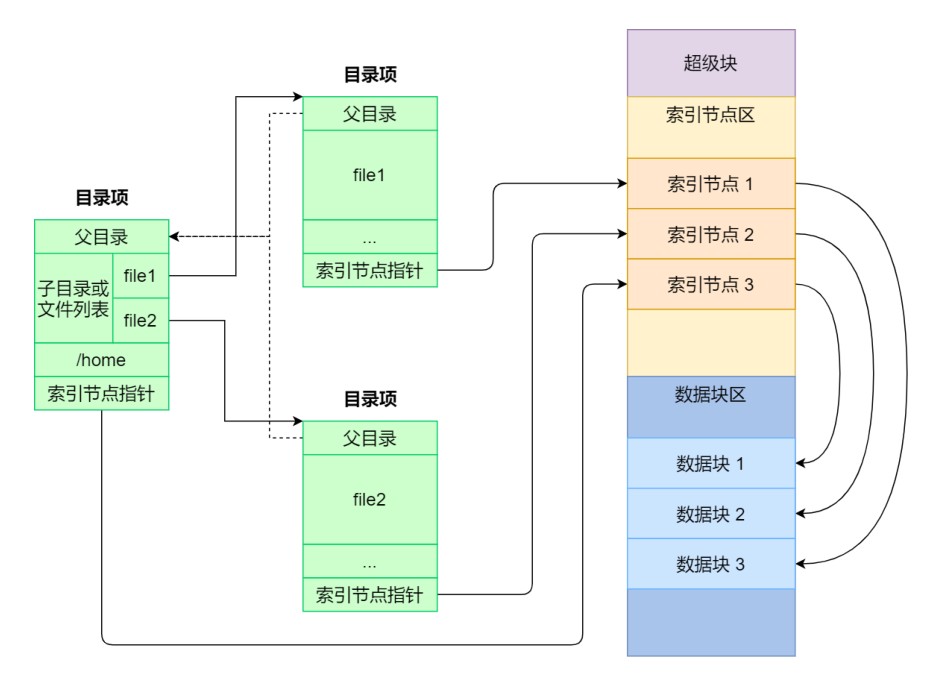 目录项
父目录
子目录或
文件列表
file1
file2
/home
索引节点指针
目录项
父目录
file1
...
索引节点指针
目录项
父目录
file2
...
索引节点指针
超级块
索引节点区
索引节点 1
索引节点 2
索引节点 3
数据块区
数据块 1
数据块 2
数据块 3